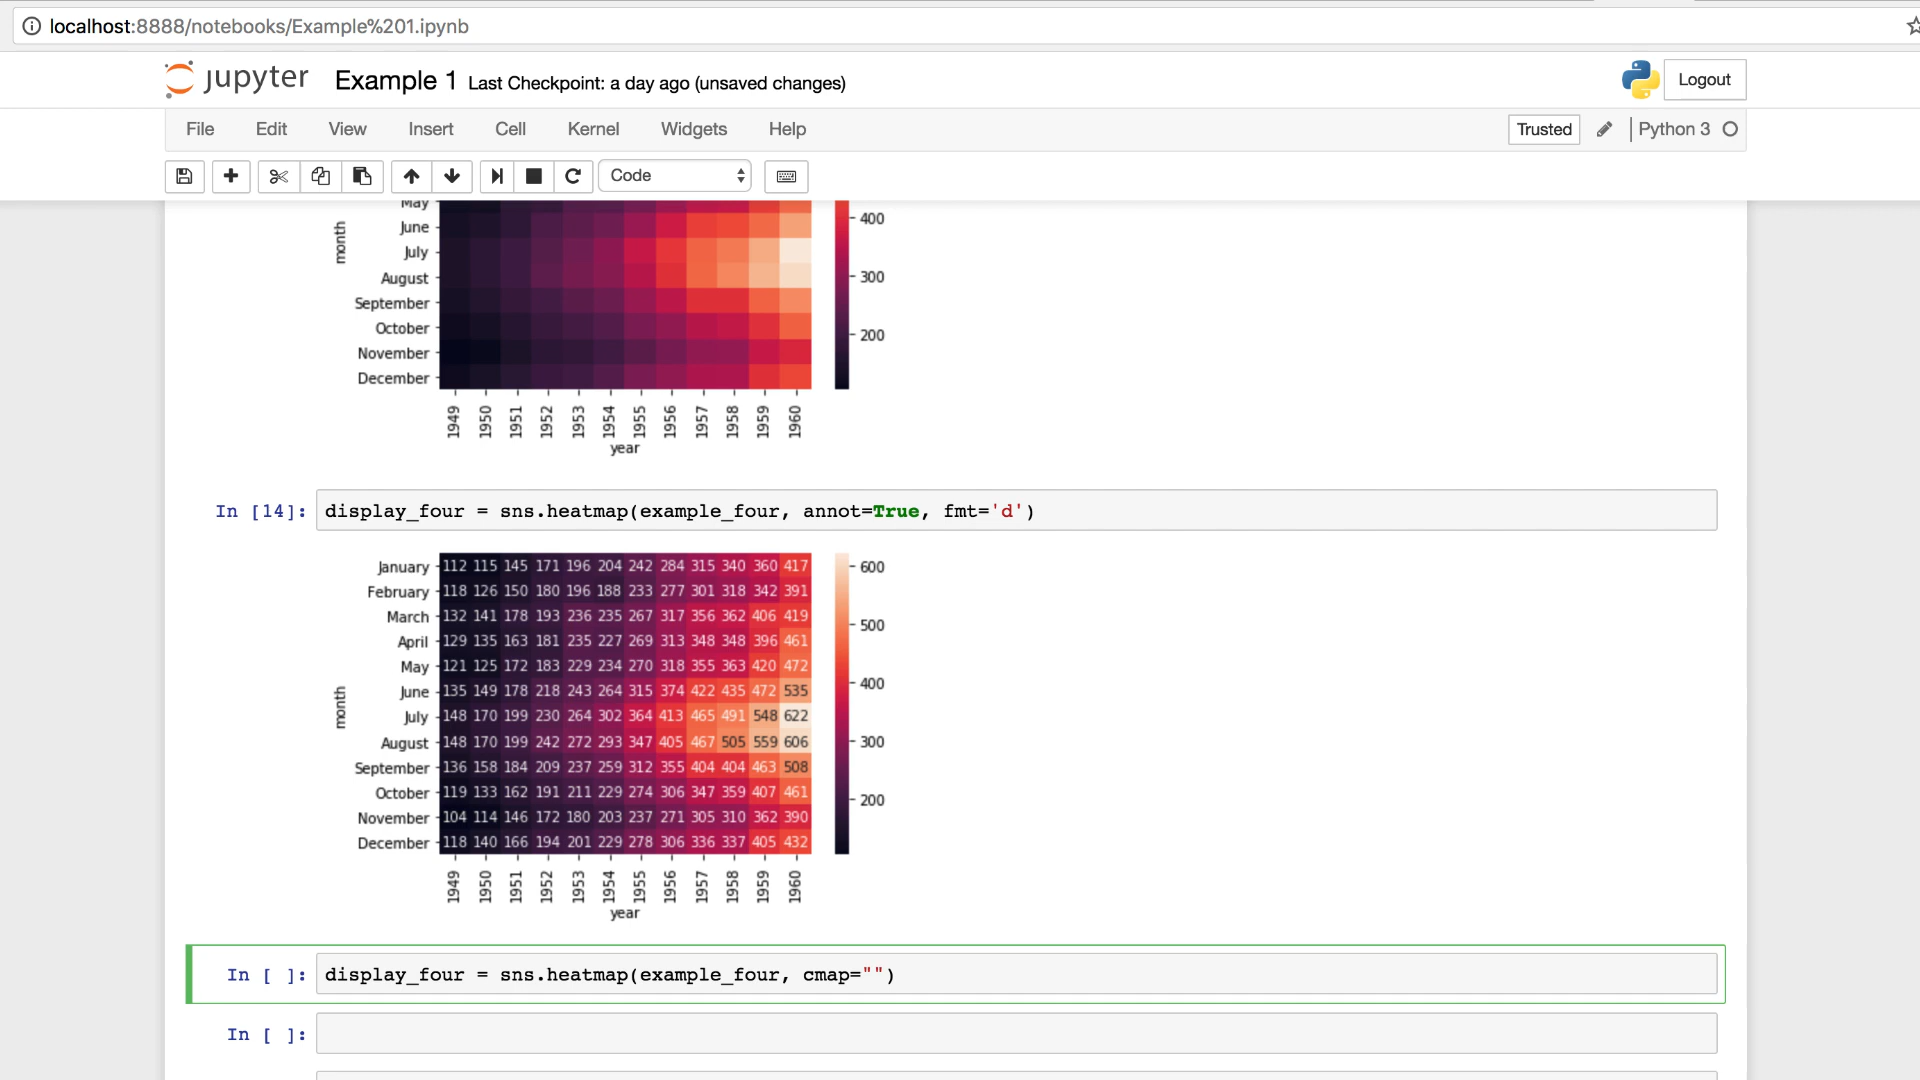 localhost:8888/notebooks/Example%201.ipynb
jupyter Example 1 Last Checkpoint: a day ago (unsaved changes) Logout
File Edit View Insert Cell Kernel Widgets Help Trusted Python 3
Code
May
June
July
August
September
October
November
December
month
400
300
200
1949 1950 1951 1952 1953 1954 1955 1956 1957 1958 1959 1960
year
In [14]: display_four = sns.heatmap(example_four, annot=True, fmt='d')
January 112 115 145 171 196 204 242 284 315 340 360 417
February 118 126 150 180 196 188 233 277 301 318 342 391
March 132 141 178 193 236 235 267 317 356 362 406 419
April 129 135 163 181 235 227 269 313 348 348 396 461
May 121 125 172 183 229 234 270 318 355 363 420 472
June 135 149 178 218 243 264 315 374 422 435 472 535
July 148 170 199 230 264 302 364 413 465 491 548 622
August 148 170 199 242 272 293 347 405 467 505 559 606
September 136 158 184 209 237 259 312 355 404 404 463 508
October 119 133 162 191 211 229 274 306 347 359 407 461
November 104 114 146 172 180 203 237 271 305 310 362 390
December 118 140 166 194 201 229 278 306 336 337 405 432
month
600
500
400
300
200
1949 1950 1951 1952 1953 1954 1955 1956 1957 1958 1959 1960
year
In [ ]: display_four = sns.heatmap(example_four, cmap="")
In [ ]: